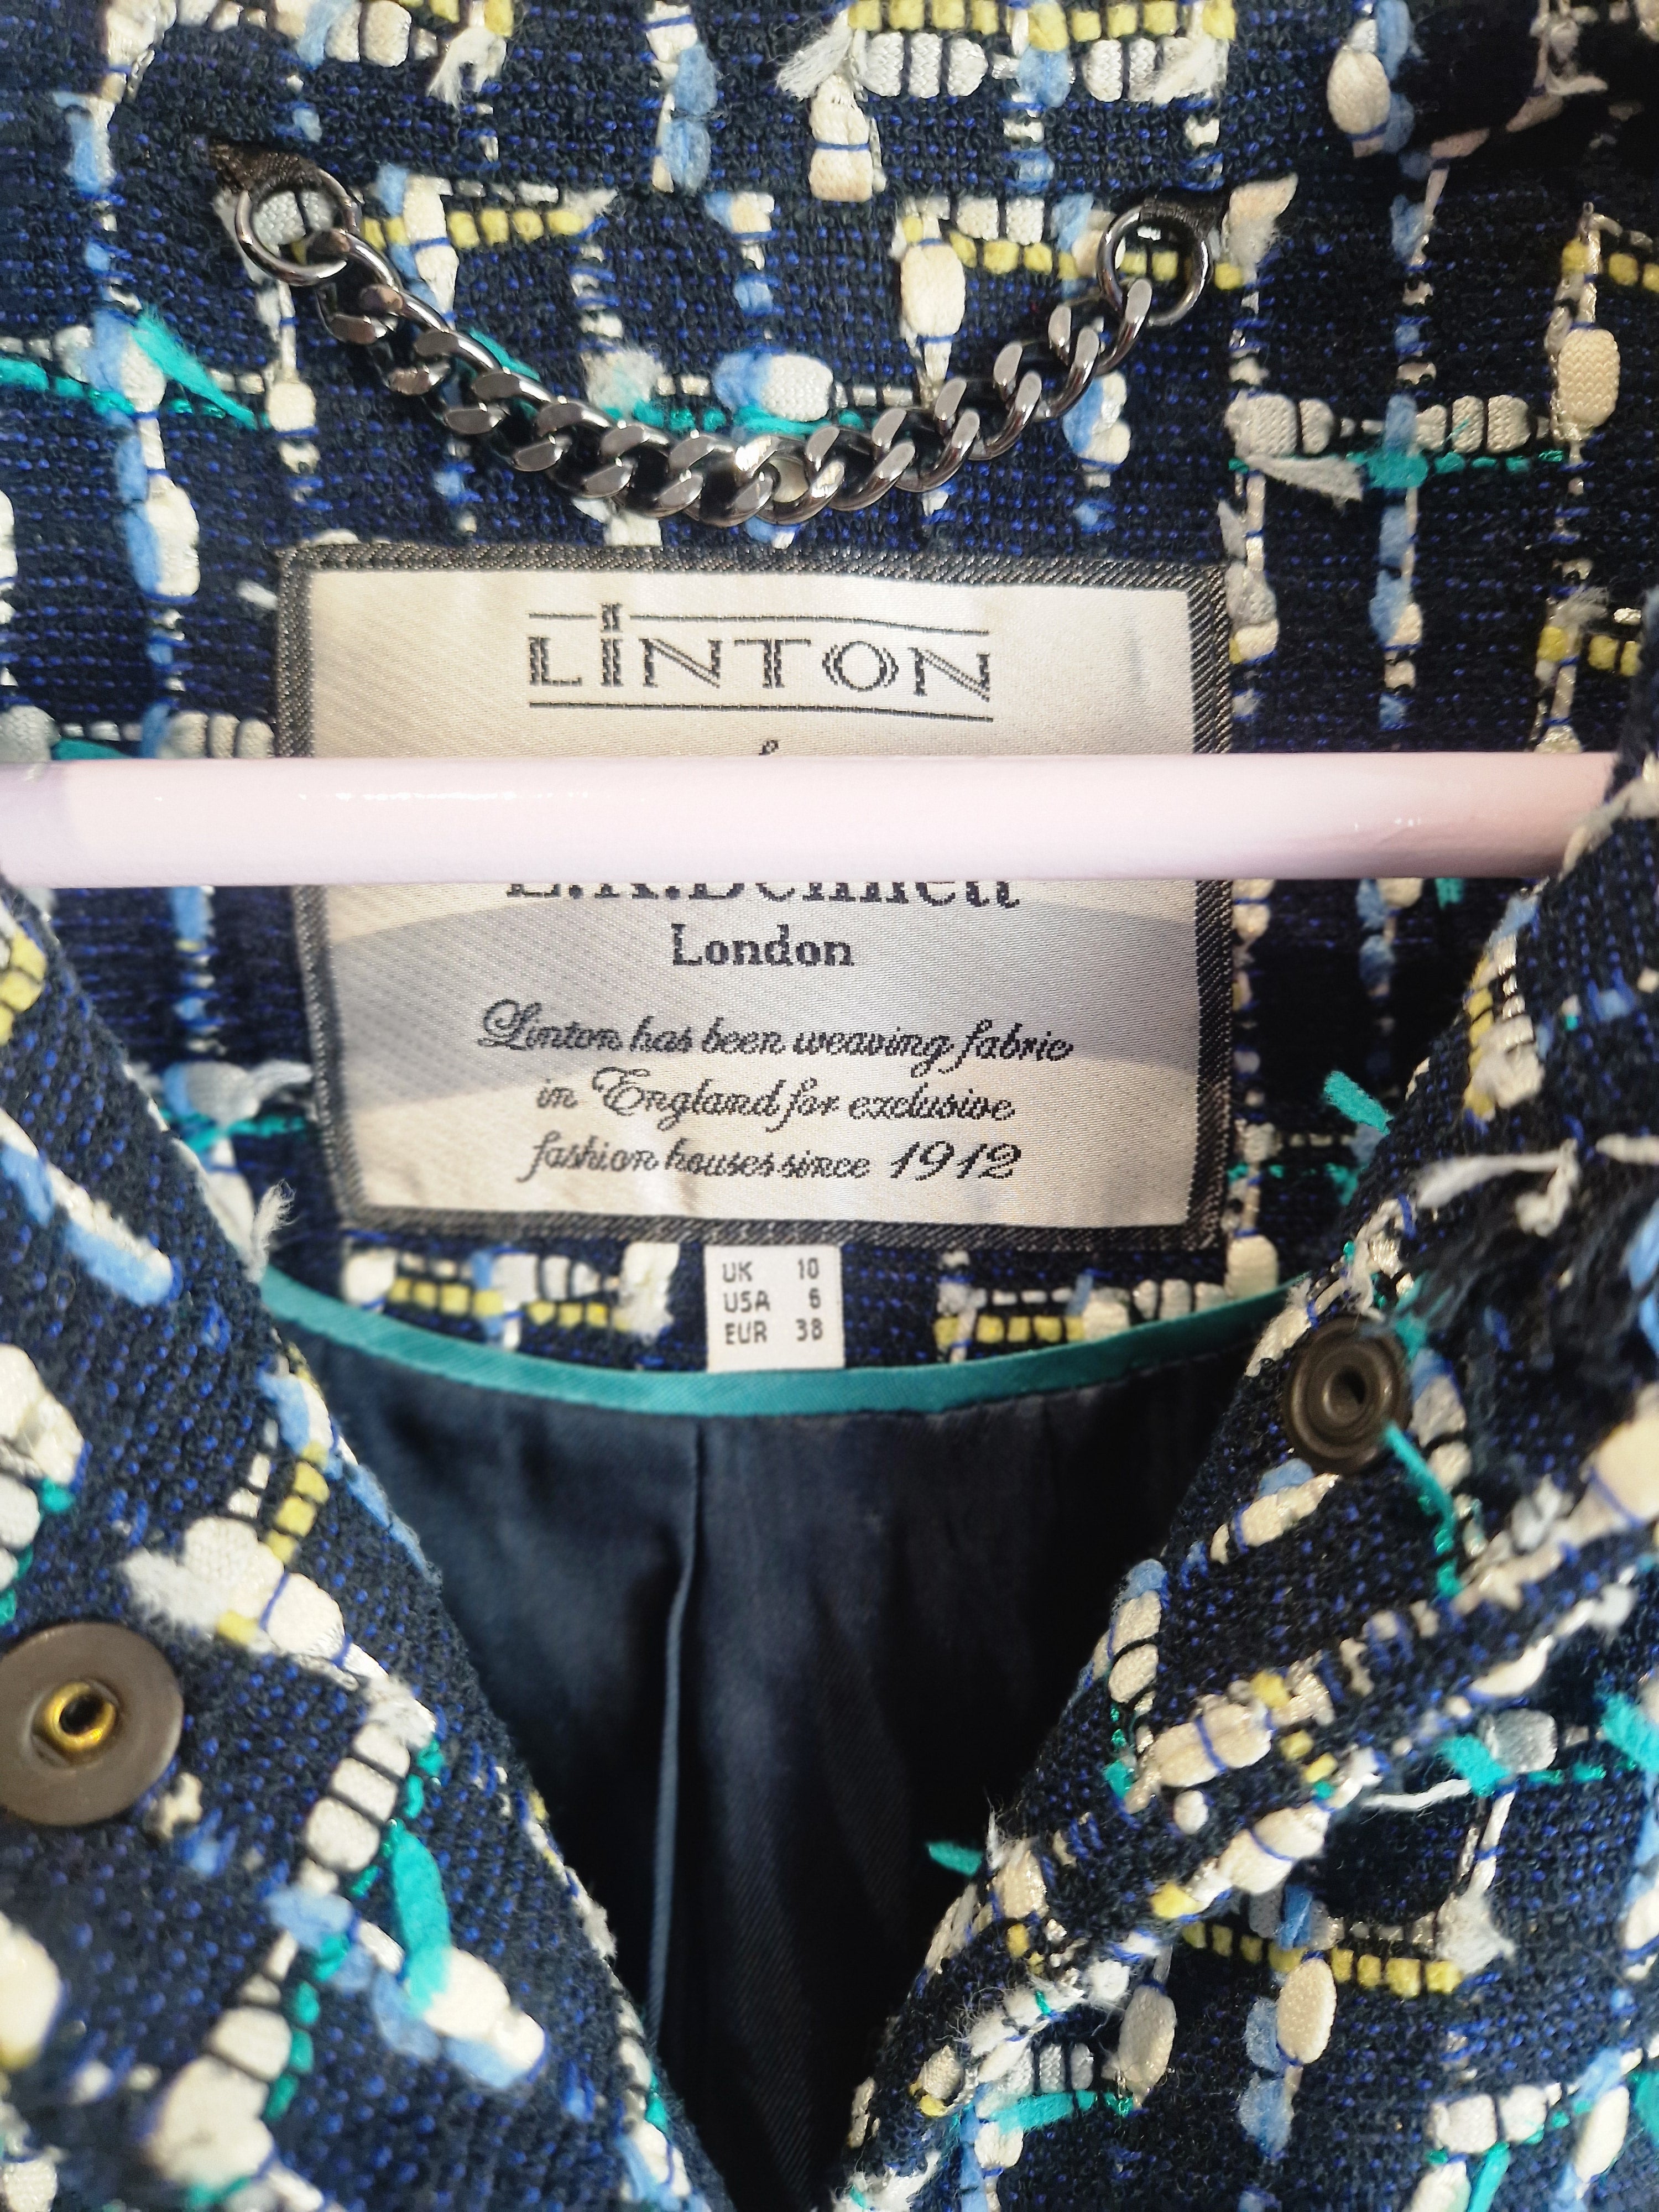 LINTON
L.K.Bennett
London
Linton has been weaving fabric
in England for exclusive
fashion houses since 1912
UK 10
USA 6
EUR 38